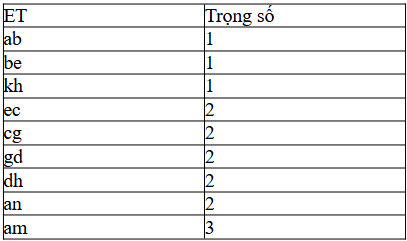 ET Trọng số
ab 1
be 1
kh 1
ec 2
cg 2
gd 2
dh 2
an 2
am 3